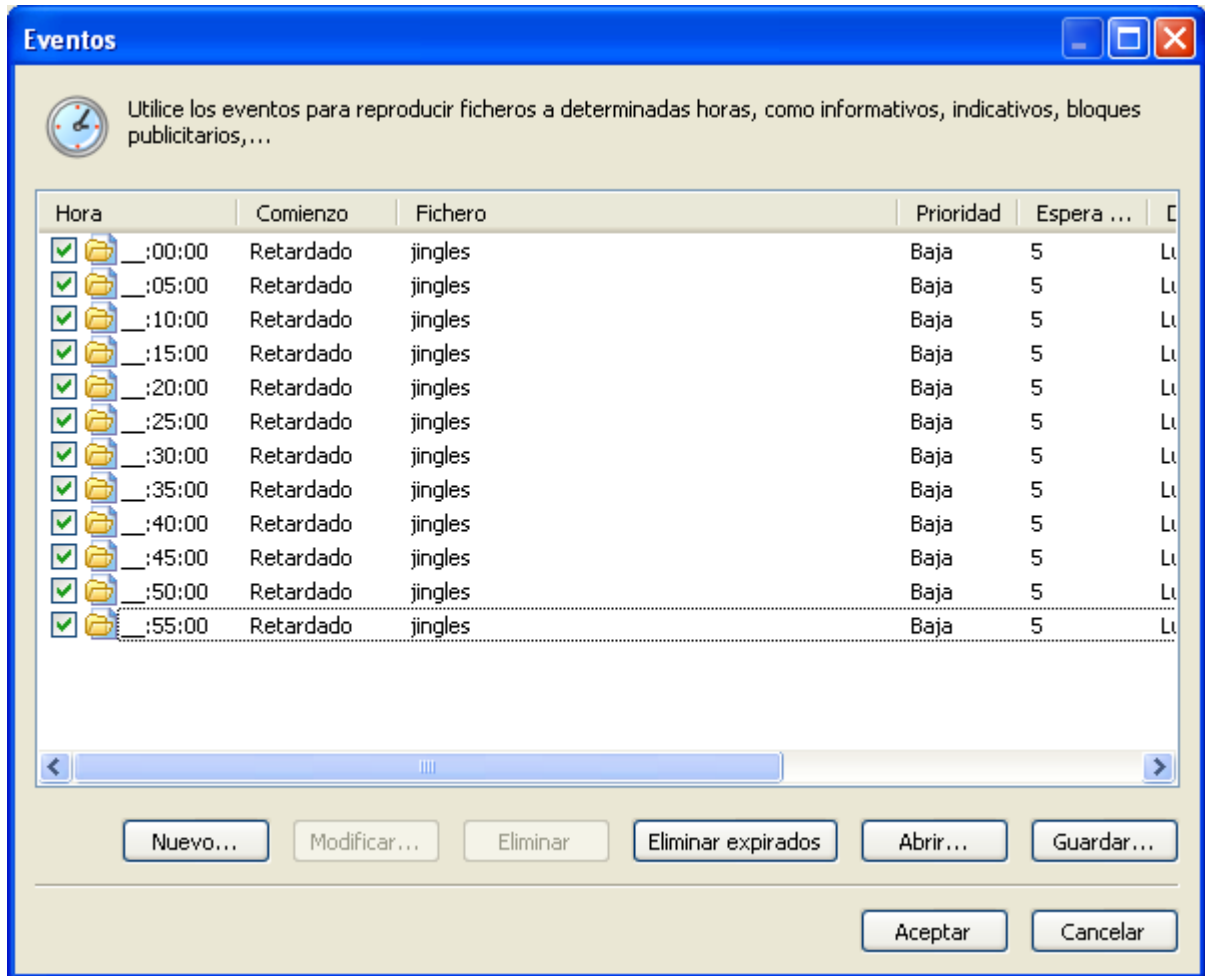 Eventos
Utilice los eventos para reproducir ficheros a determinadas horas, como informativos, indicativos, bloques
publicitarios,...
Hora Comienzo Fichero Prioridad Espera ...
__:00:00 Retardado jingles Baja 5
__:05:00 Retardado jingles Baja 5
__:10:00 Retardado jingles Baja 5
__:15:00 Retardado jingles Baja 5
__:20:00 Retardado jingles Baja 5
__:25:00 Retardado jingles Baja 5
__:30:00 Retardado jingles Baja 5
__:35:00 Retardado jingles Baja 5
__:40:00 Retardado jingles Baja 5
__:45:00 Retardado jingles Baja 5
__:50:00 Retardado jingles Baja 5
__:55:00 Retardado jingles Baja 5
Nuevo... Modificar... Eliminar Eliminar expirados Abrir... Guardar...
Aceptar Cancelar